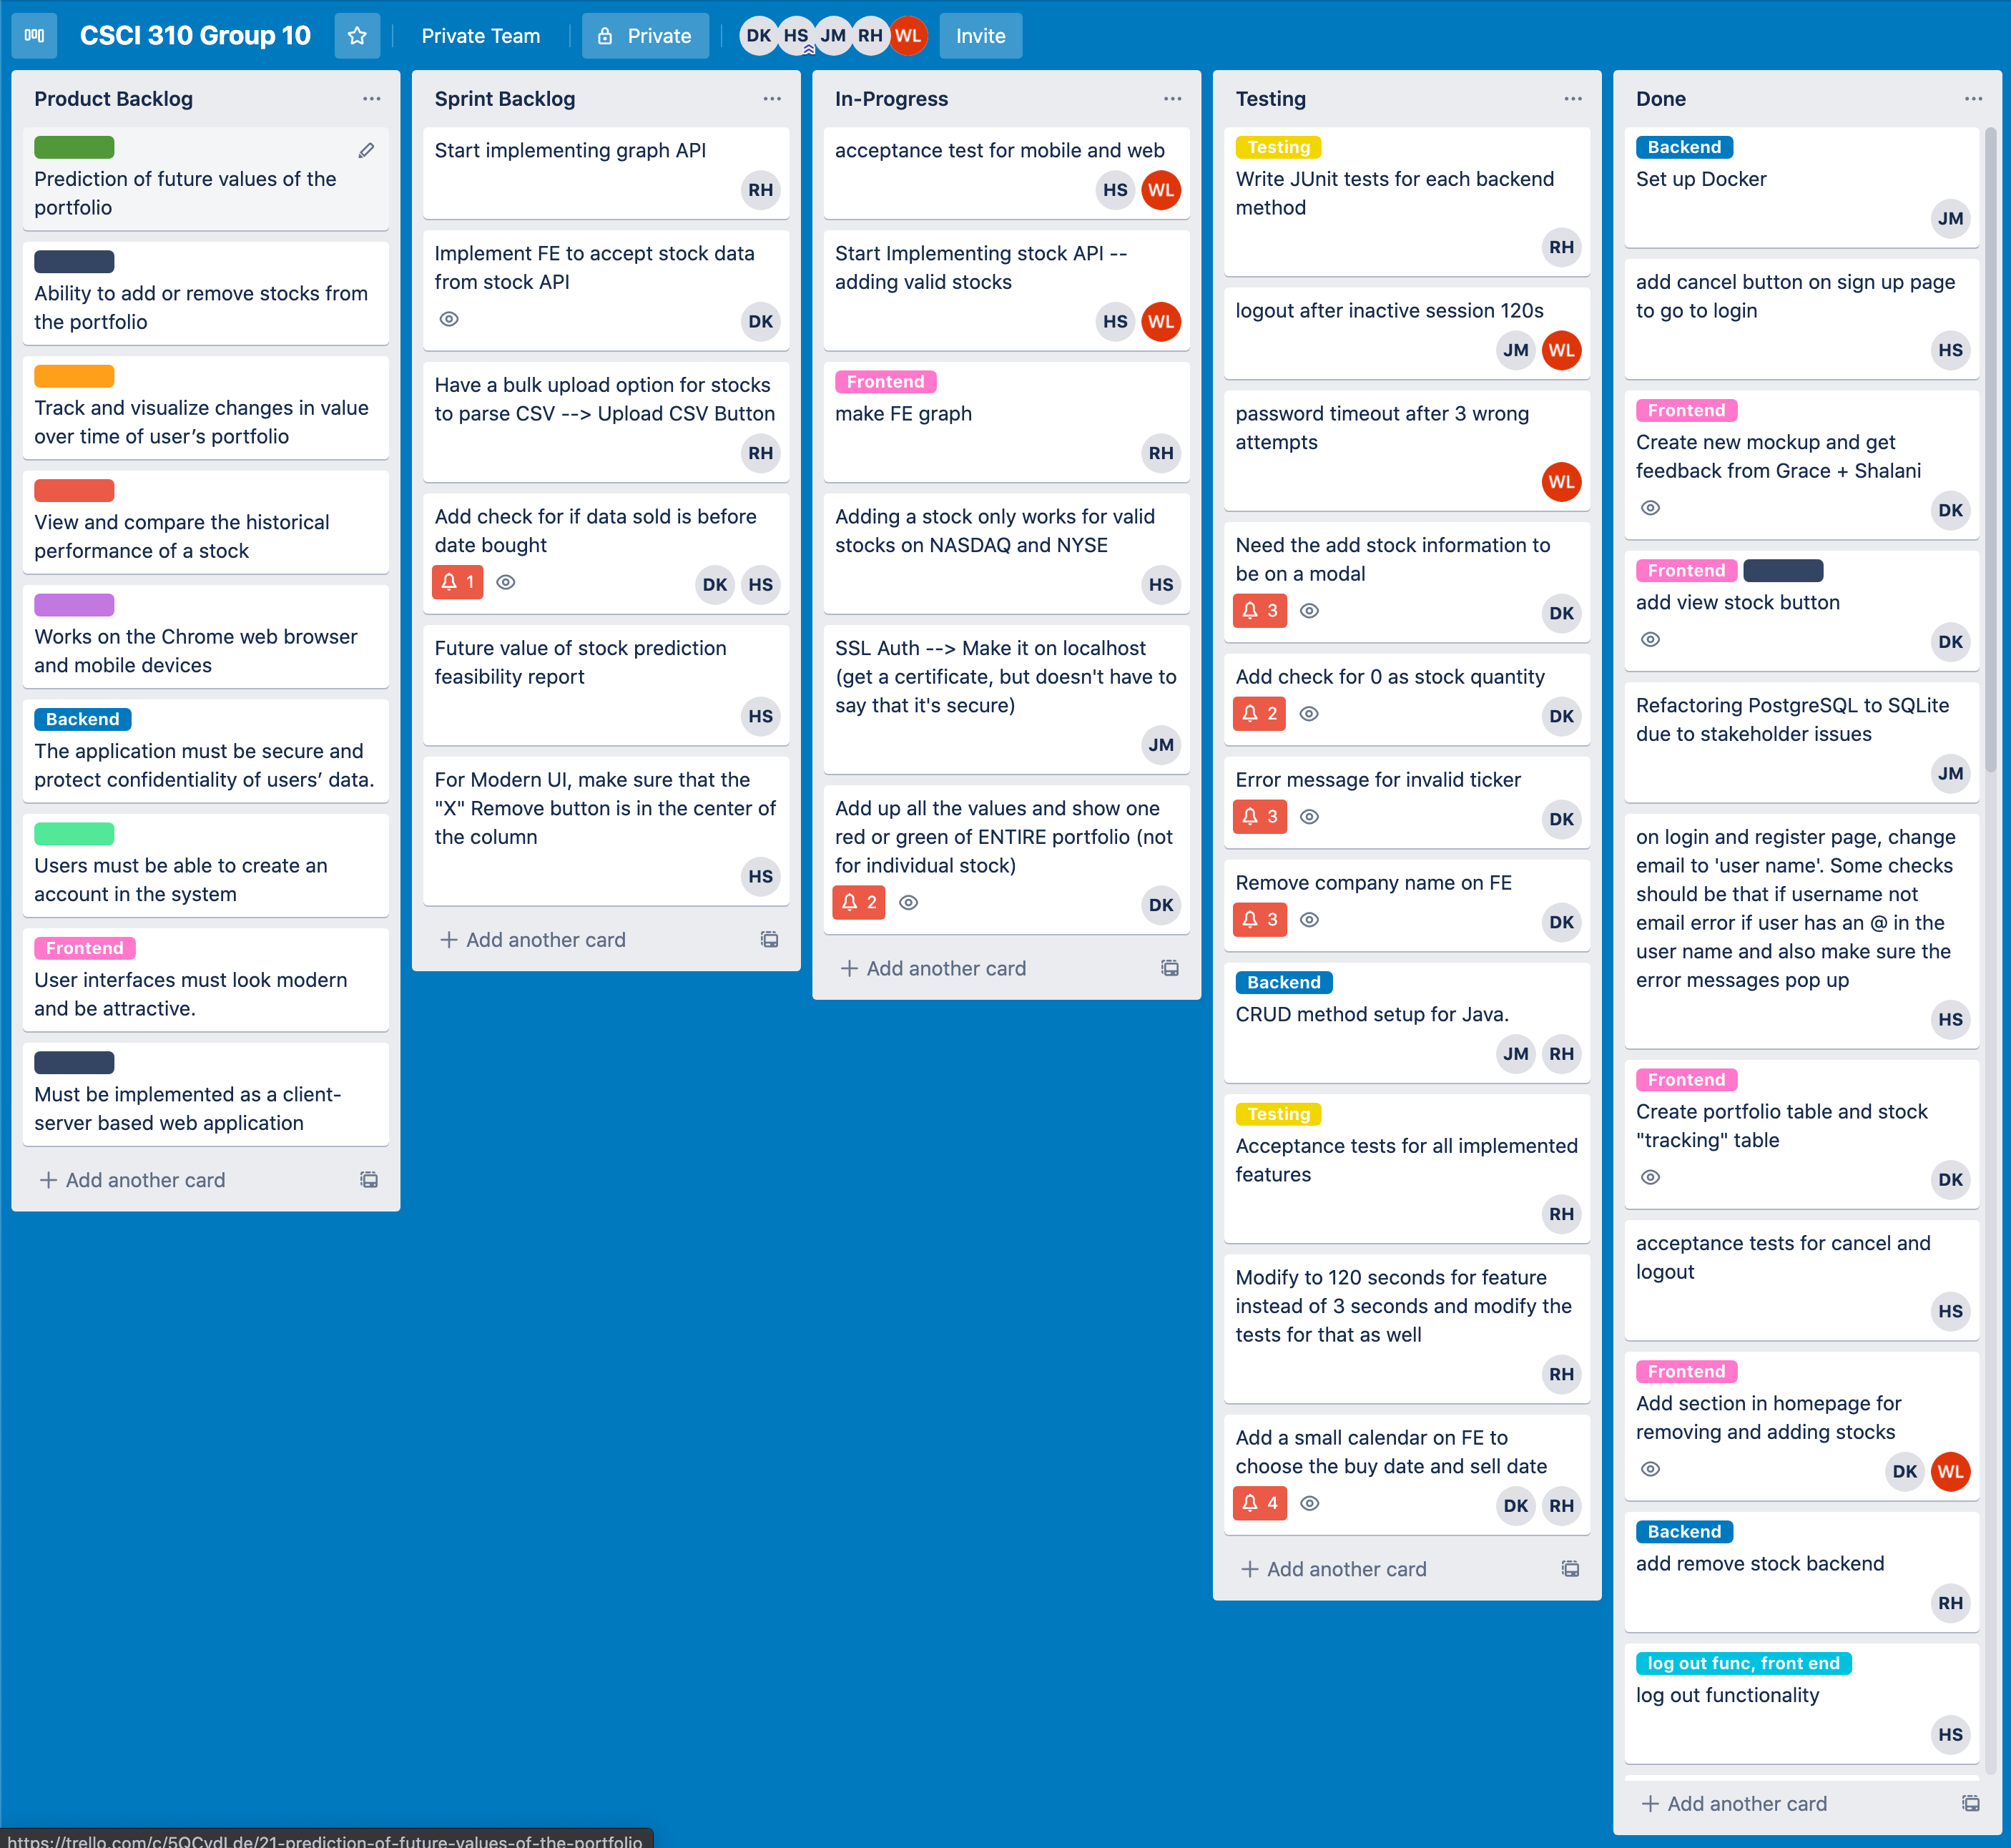 CSCI 310 Group 10
Private Team
Private
DK
HS
JM
RH
WL
Invite
Product Backlog
Prediction of future values of the
portfolio
Ability to add or remove stocks from
the portfolio
Track and visualize changes in value
over time of user’s portfolio
View and compare the historical
performance of a stock
Works on the Chrome web browser
and mobile devices
Backend
The application must be secure and
protect confidentiality of users’ data.
Users must be able to create an
account in the system
Frontend
User interfaces must look modern
and be attractive.
Must be implemented as a client-
server based web application
Add another card
Sprint Backlog
Start implementing graph API
RH
Implement FE to accept stock data
from stock API
DK
Have a bulk upload option for stocks
to parse CSV --> Upload CSV Button
RH
Add check for if data sold is before
date bought
1
DK HS
Future value of stock prediction
feasibility report
HS
For Modern UI, make sure that the
"X" Remove button is in the center of
the column
HS
Add another card
In-Progress
acceptance test for mobile and web
HS WL
Start Implementing stock API --
adding valid stocks
HS WL
Frontend
make FE graph
RH
Adding a stock only works for valid
stocks on NASDAQ and NYSE
HS
SSL Auth --> Make it on localhost
(get a certificate, but doesn't have to
say that it's secure)
JM
Add up all the values and show one
red or green of ENTIRE portfolio (not
for individual stock)
2
DK
Add another card
Testing
Testing
Write JUnit tests for each backend
method
RH
logout after inactive session 120s
JM WL
password timeout after 3 wrong
attempts
WL
Need the add stock information to
be on a modal
3
DK
Add check for 0 as stock quantity
2
DK
Error message for invalid ticker
3
DK
Remove company name on FE
3
DK
Backend
CRUD method setup for Java.
JM RH
Testing
Acceptance tests for all implemented
features
RH
Modify to 120 seconds for feature
instead of 3 seconds and modify the
tests for that as well
RH
Add a small calendar on FE to
choose the buy date and sell date
4
DK RH
Add another card
Done
Backend
Set up Docker
JM
add cancel button on sign up page
to go to login
HS
Frontend
Create new mockup and get
feedback from Grace + Shalani
DK
Frontend
add view stock button
DK
Refactoring PostgreSQL to SQLite
due to stakeholder issues
JM
on login and register page, change
email to 'user name'. Some checks
should be that if username not
email error if user has an @ in the
user name and also make sure the
error messages pop up
HS
Frontend
Create portfolio table and stock
"tracking" table
DK
acceptance tests for cancel and
logout
HS
Frontend
Add section in homepage for
removing and adding stocks
DK WL
Backend
add remove stock backend
RH
log out func, front end
log out functionality
HS
Add another card
https://trello.com/c/5QCvdLde/21-prediction-of-future-values-of-the-portfolio